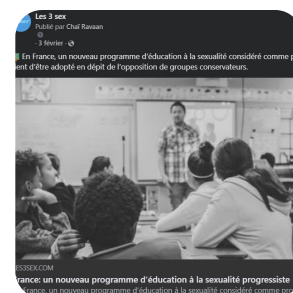 Les 3 sex
Publié par Chaï Ravaan
· 3 février ·
En France, un nouveau programme d'éducation à la sexualité considéré comme
ent d'être adopté en dépit de l'opposition de groupes conservateurs.
ES3SEX.COM
rance: un nouveau programme d'éducation à la sexualité progressiste
France, un nouveau programme d'éducation à la sexualité considéré comme